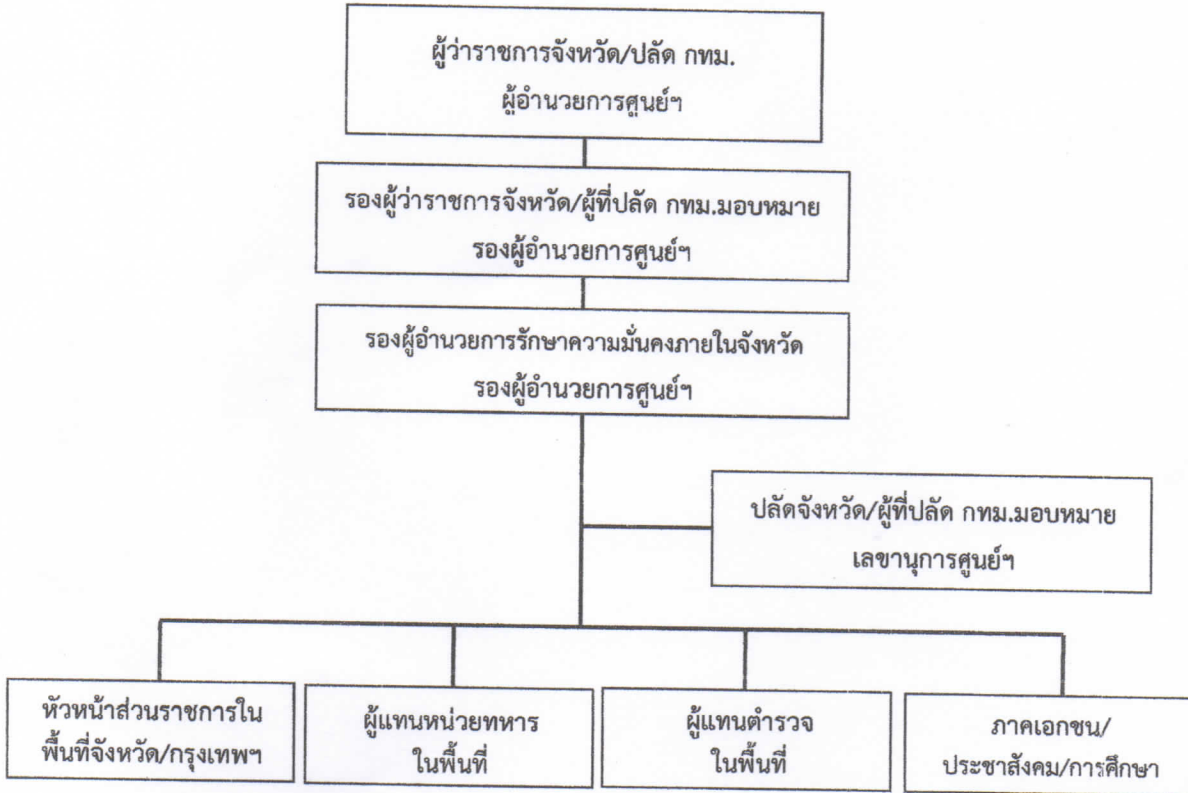 ผู้ว่าราชการจังหวัด/ปลัด กทม.
ผู้อำนวยการศูนย์ฯ
รองผู้ว่าราชการจังหวัด/ผู้ที่ปลัด กทม.มอบหมาย
รองผู้อำนวยการศูนย์ฯ
รองผู้อำนวยการรักษาความมั่นคงภายในจังหวัด
รองผู้อำนวยการศูนย์ฯ
ปลัดจังหวัด/ผู้ที่ปลัด กทม.มอบหมาย
เลขานุการศูนย์ฯ
หัวหน้าส่วนราชการใน
พื้นที่จังหวัด/กรุงเทพฯ
ผู้แทนหน่วยทหาร
ในพื้นที่
ผู้แทนตำรวจ
ในพื้นที่
ภาคเอกชน/
ประชาสังคม/การศึกษา